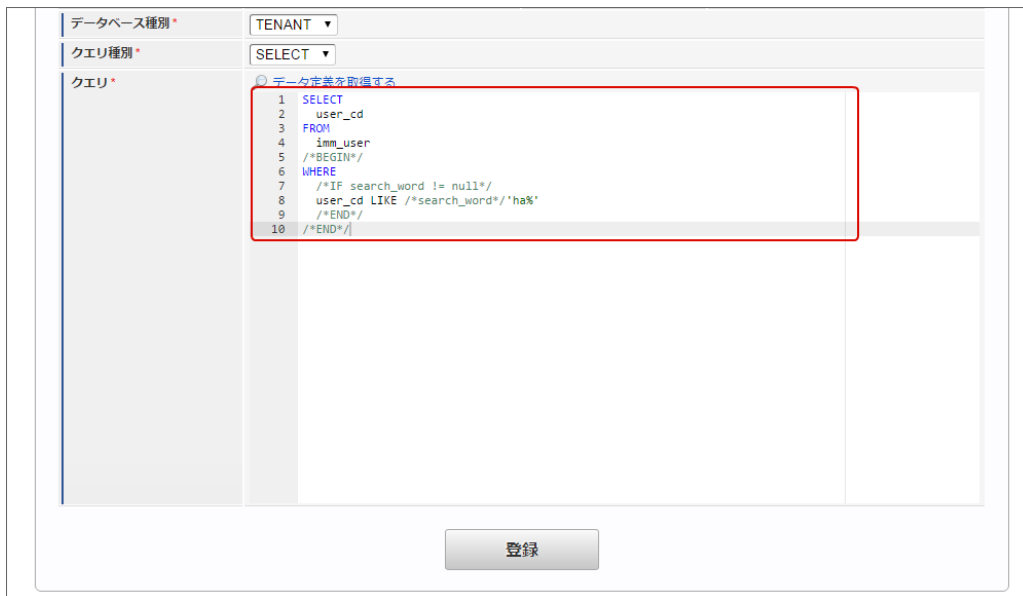 データベース種別*
TENANT ▼
クエリ種別*
SELECT ▼
クエリ*
データ定義を取得する
1 SELECT
2   user_cd
3 FROM
4   imm_user
5 /*BEGIN*/
6 WHERE
7   /*IF search_word != null*/
8   user_cd LIKE /*search_word*/'ha%'
9   /*END*/
10 /*END*/
登録